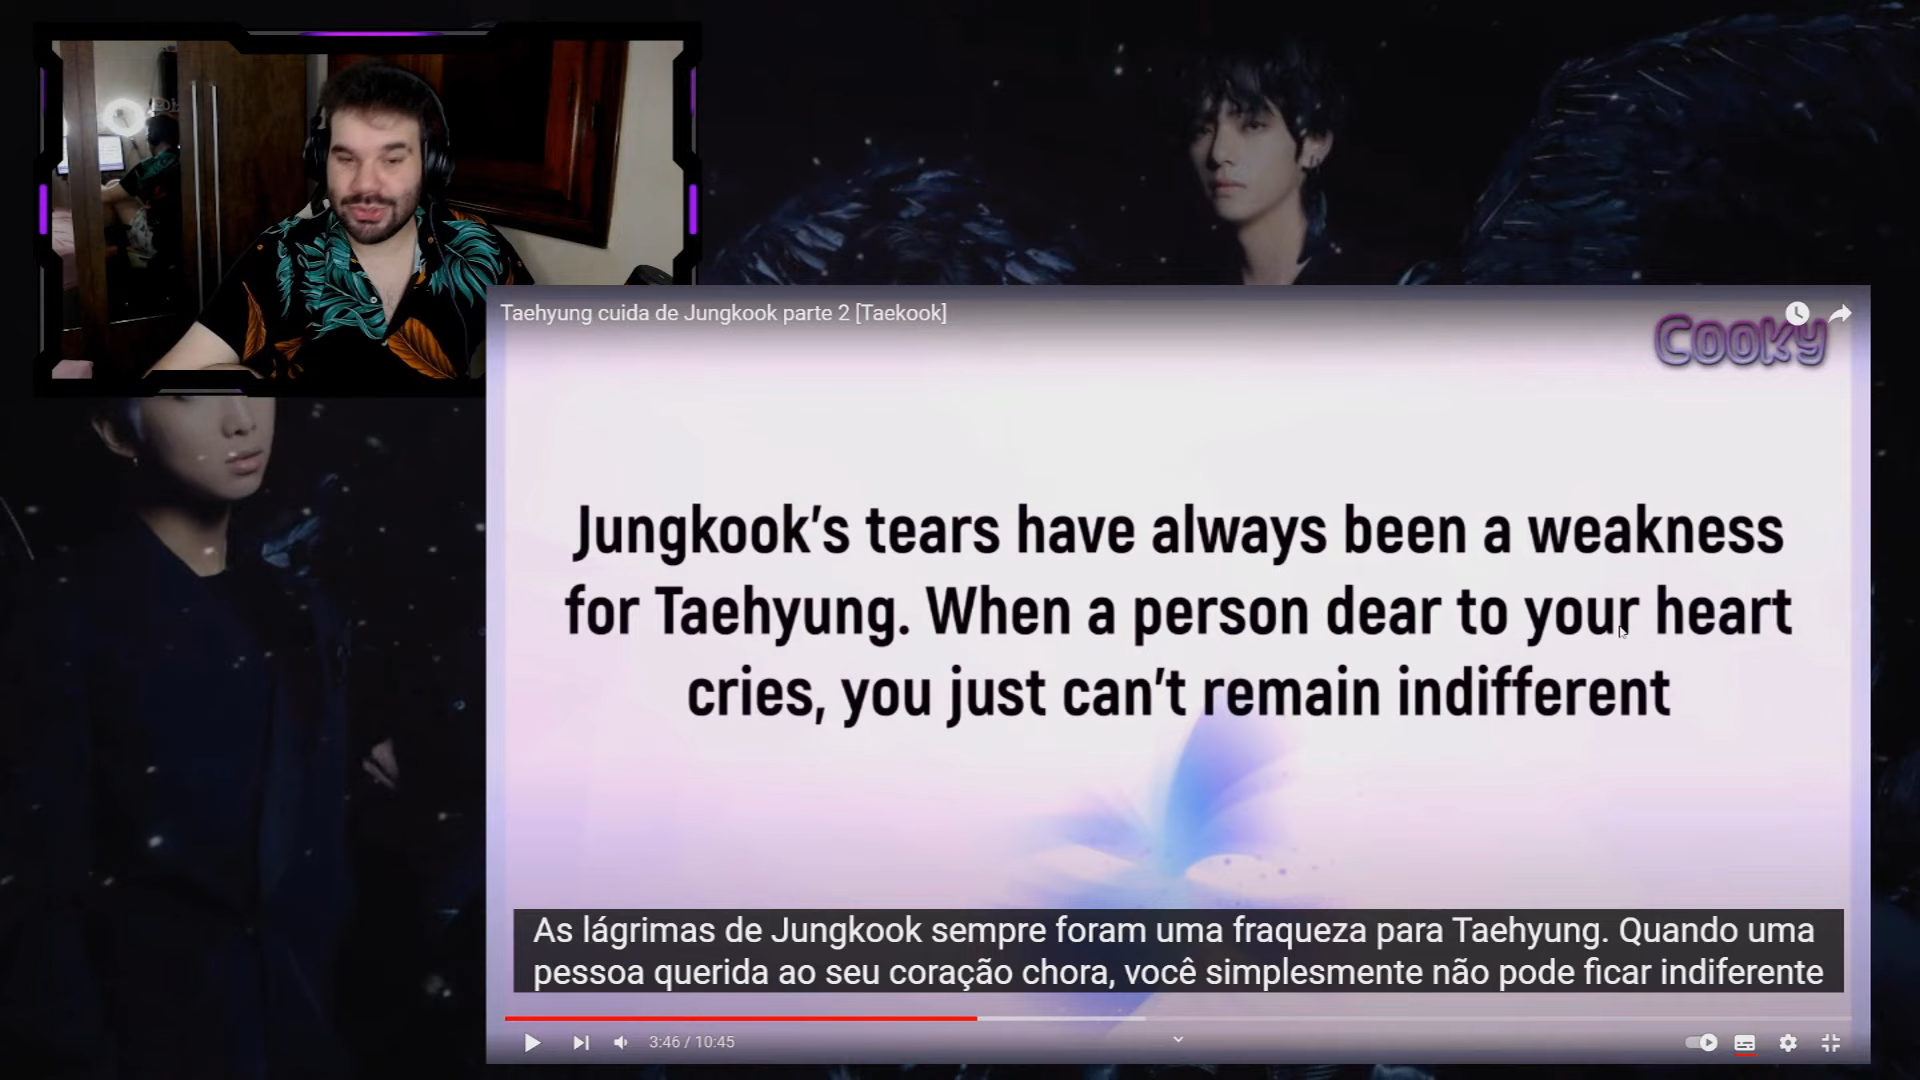 Taehyung cuida de Jungkook parte 2 [Taekook]
Cooky
Jungkook's tears have always been a weakness
for Taehyung. When a person dear to your heart
cries, you just can't remain indifferent
As lágrimas de Jungkook sempre foram uma fraqueza para Taehyung. Quando uma
pessoa querida ao seu coração chora, você simplesmente não pode ficar indiferente
3:46 / 10:45